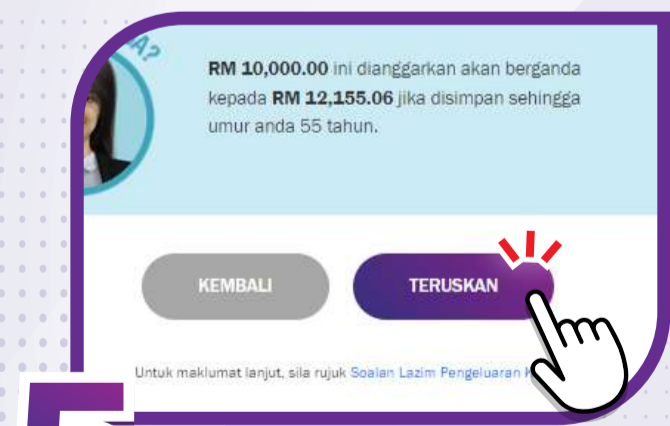 RM 10,000.00 ini dianggarkan akan berganda
kepada RM 12,155.06 jika disimpan sehingga
umur anda 55 tahun.
KEMBALI
TERUSKAN
Untuk maklumat lanjut, sila rujuk Soalan Lazim Pengeluaran